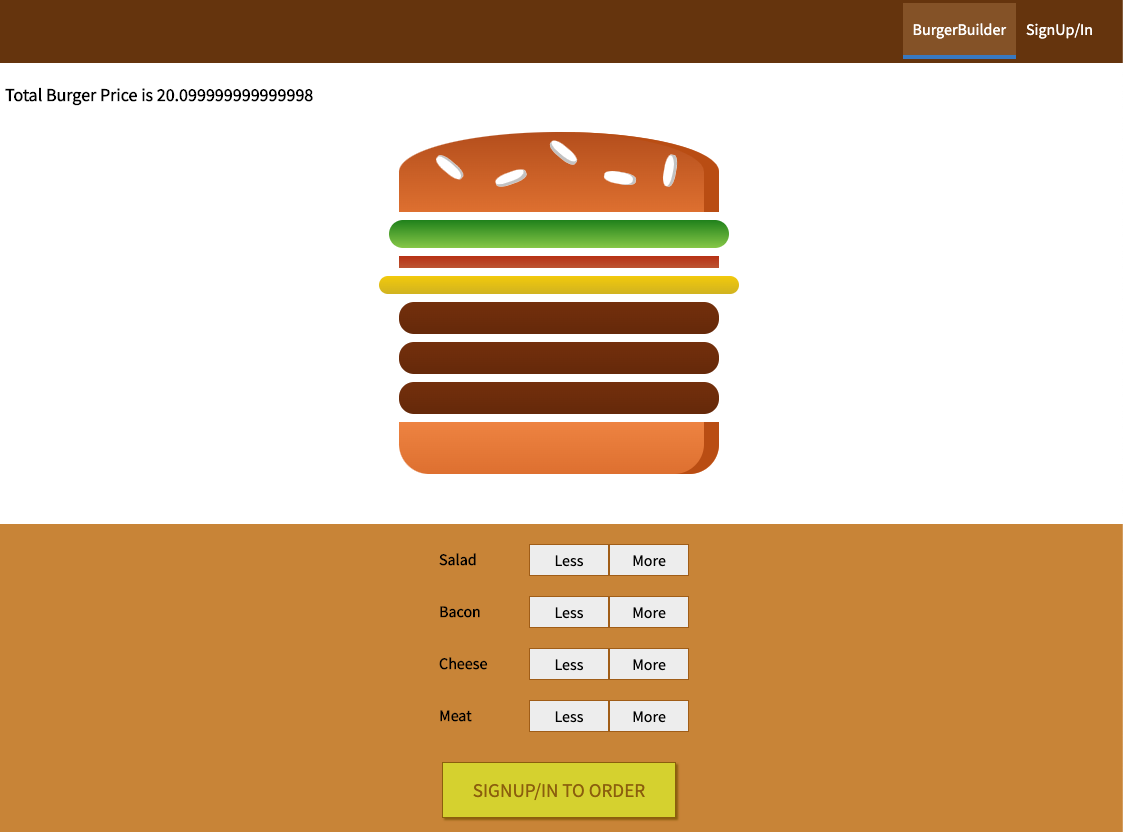 BurgerBuilder SignUp/In
Total Burger Price is 20.099999999999998
Salad Less More
Bacon Less More
Cheese Less More
Meat Less More
SIGNUP/IN TO ORDER